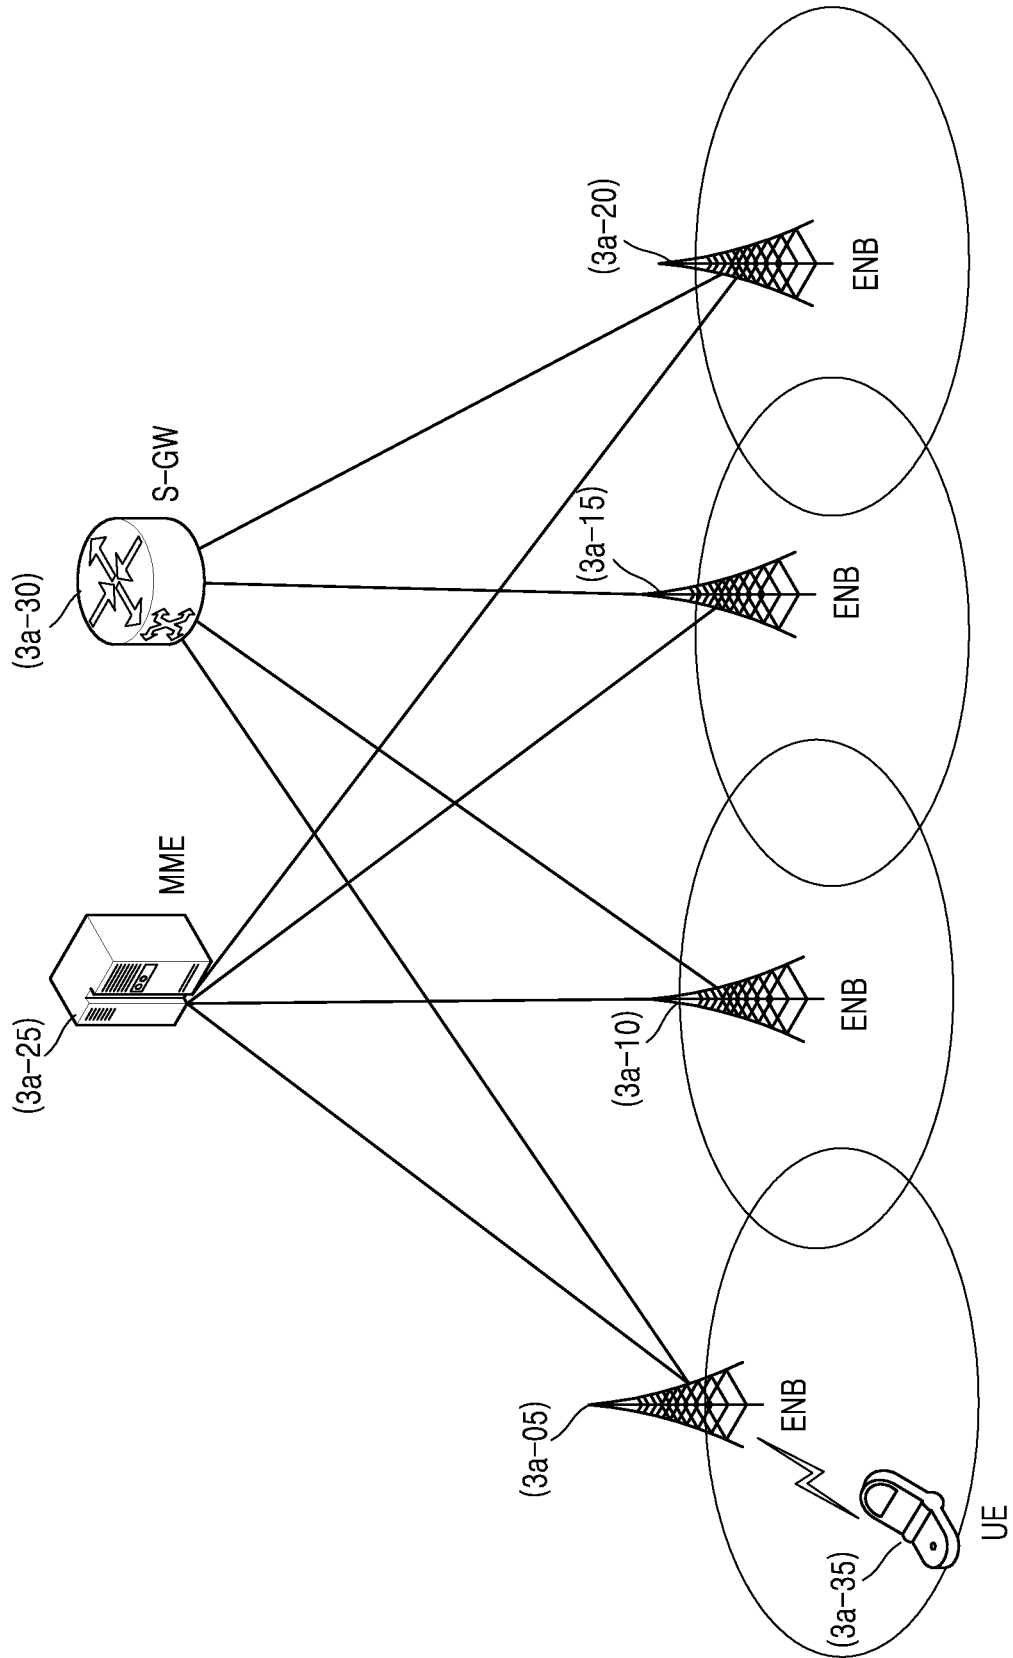 (3a-25)
MME
(3a-30)
S-GW
(3a-05)
ENB
(3a-10)
ENB
(3a-15)
ENB
(3a-20)
ENB
(3a-35)
UE